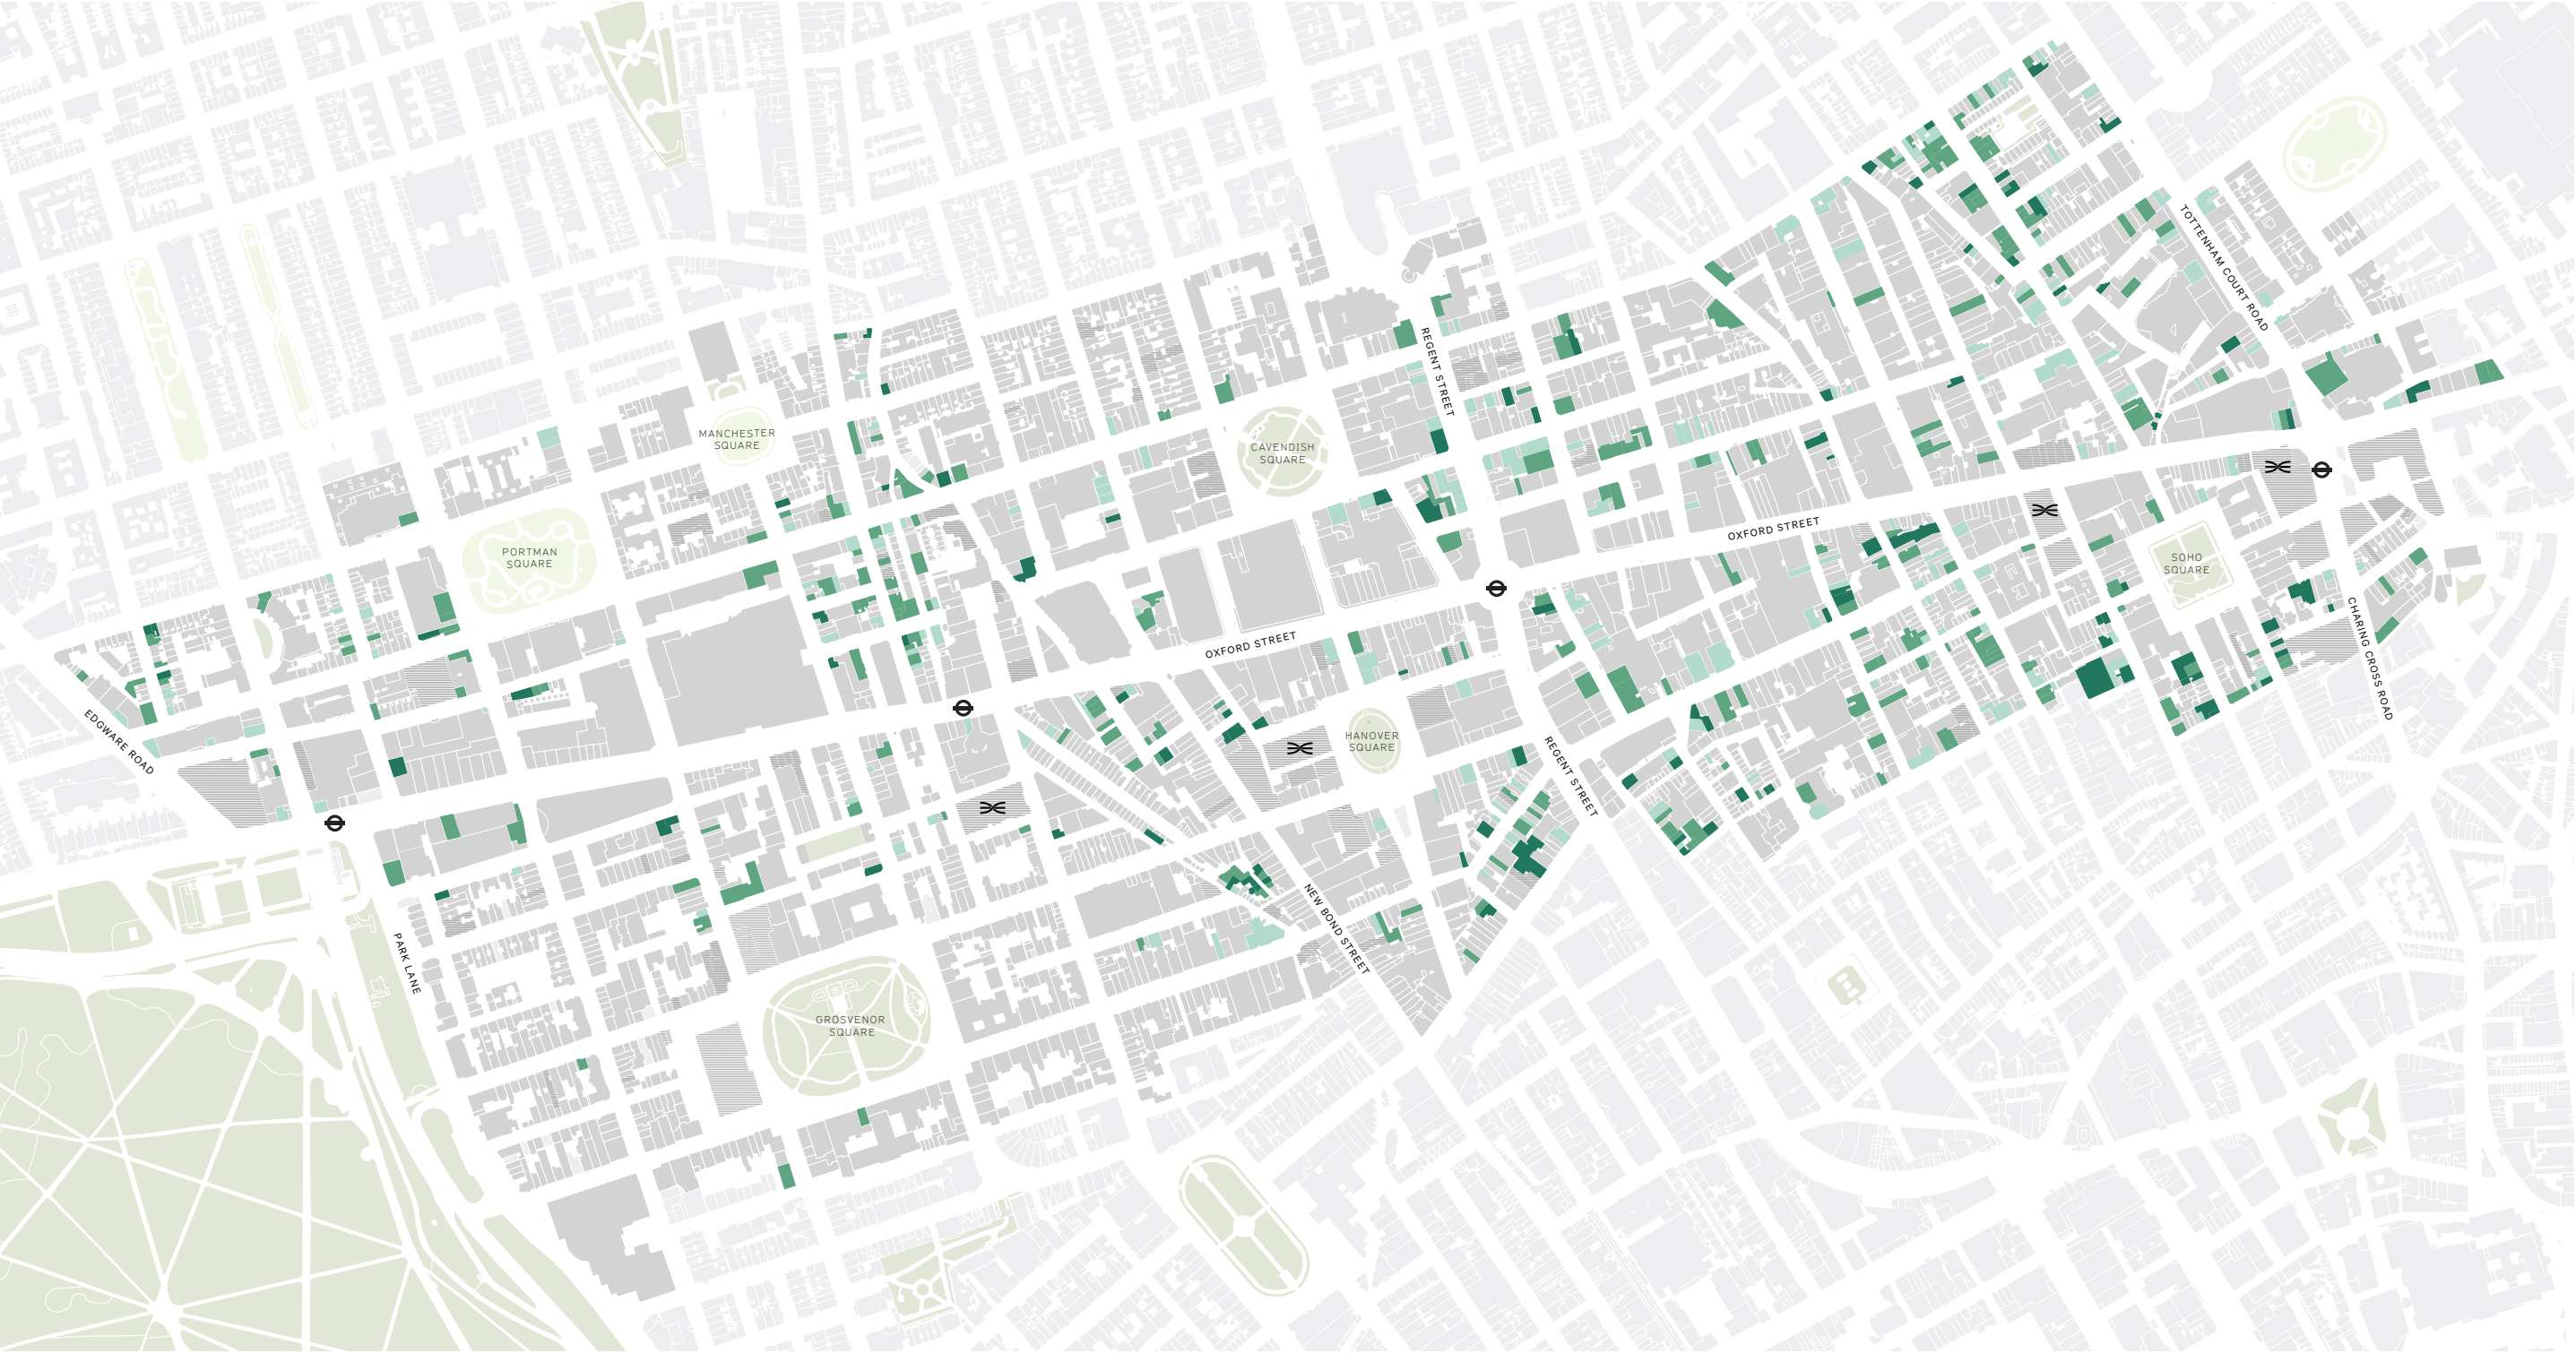 TOTTENHAM COURT ROAD
REGENT STREET
MANCHESTER
SQUARE
CAVENDISH
SQUARE
OXFORD STREET
PORTMAN
SQUARE
SOHO
SQUARE
OXFORD STREET
CHARING CROSS ROAD
EDGWARE ROAD
HANOVER
SQUARE
REGENT STREET
NEW BOND STREET
PARK LANE
GROSVENOR
SQUARE